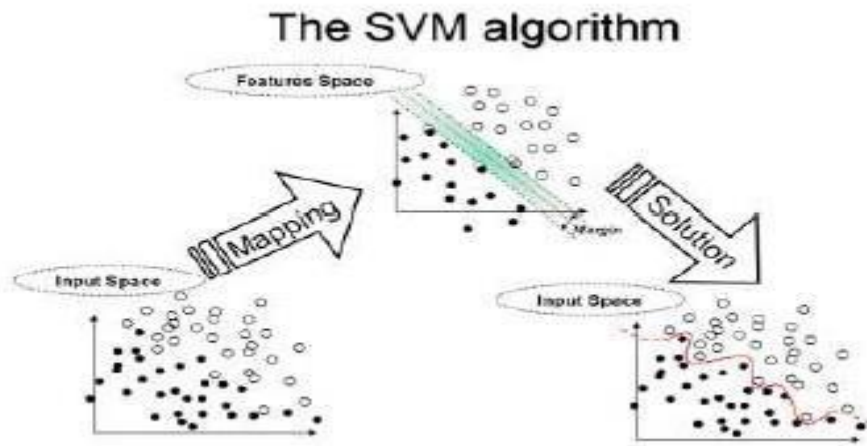 The SVM algorithm
Features Space
Mapping
Margin
Solution
Input Space
Input Space